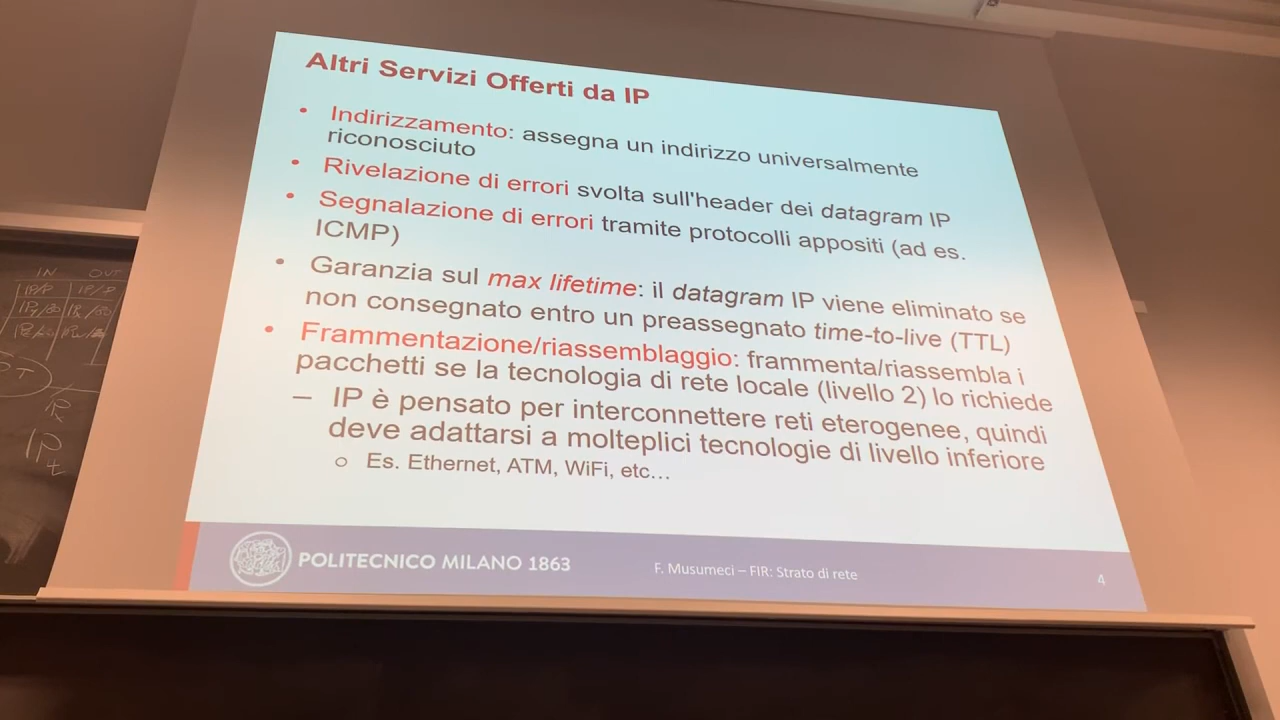 Altri Servizi Offerti da IP
• Indirizzamento: assegna un indirizzo universalmente
riconosciuto
• Rivelazione di errori svolta sull'header dei datagram IP
• Segnalazione di errori tramite protocolli appositi (ad es.
ICMP)
• Garanzia sul max lifetime: il datagram IP viene eliminato se
non consegnato entro un preassegnato time-to-live (TTL)
• Frammentazione/riassemblaggio: frammenta/riassembla i
pacchetti se la tecnologia di rete locale (livello 2) lo richiede
– IP è pensato per interconnettere reti eterogenee, quindi
deve adattarsi a molteplici tecnologie di livello inferiore
○ Es. Ethernet, ATM, WiFi, etc…
POLITECNICO MILANO 1863
F. Musumeci – FIR: Strato di rete
4
IN OUT